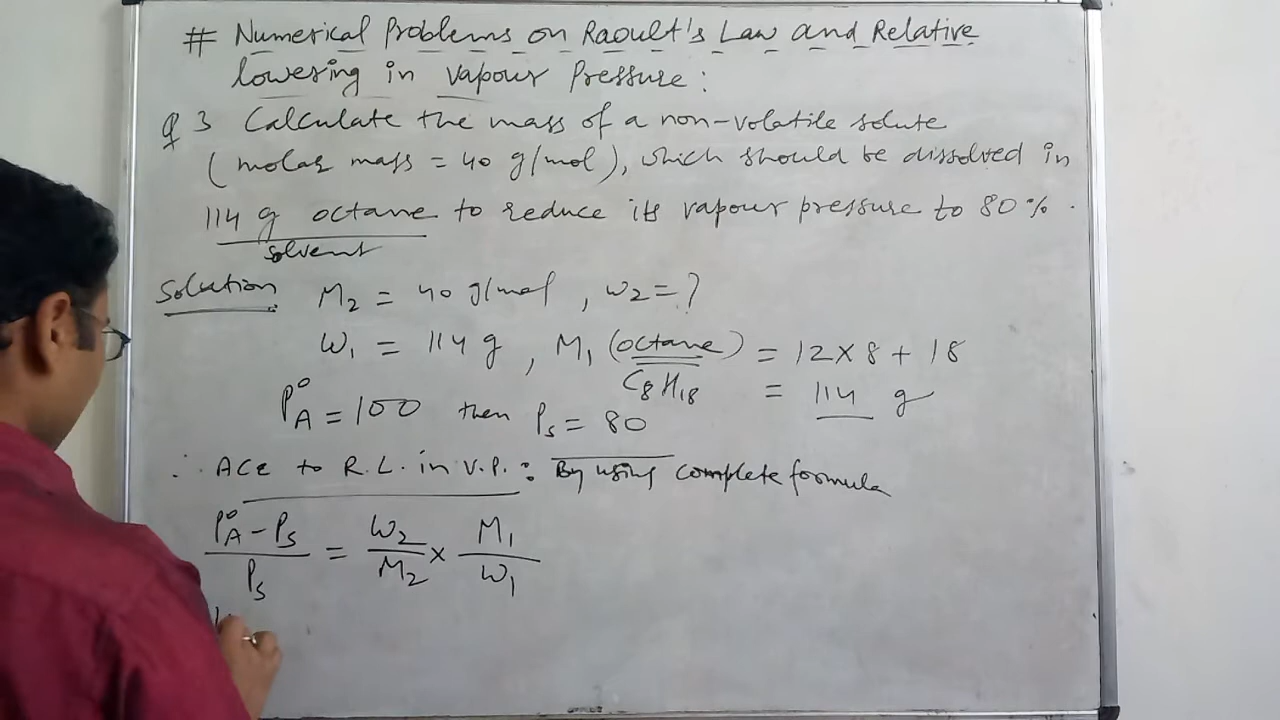 # Numerical Problems on Raoult's Law and Relative
lowering in vapour Pressure:
Q 3 Calculate the mass of a non-volatile solute
(molar mass = 40 g/mol), which should be dissolved in
114 g octane to reduce its vapour pressure to 80%.
solvent
Solution M₂ = 40 g/mol, W₂ = ?
W₁ = 114 g, M₁ (octane) = 12×8 + 18
C₈H₁₈ = 114 g
P°A = 100 then Ps = 80
∴ Acc to R.L. in V.P.: By using complete formula
(P°A - Ps)/Ps = W₂/M₂ × M₁/W₁